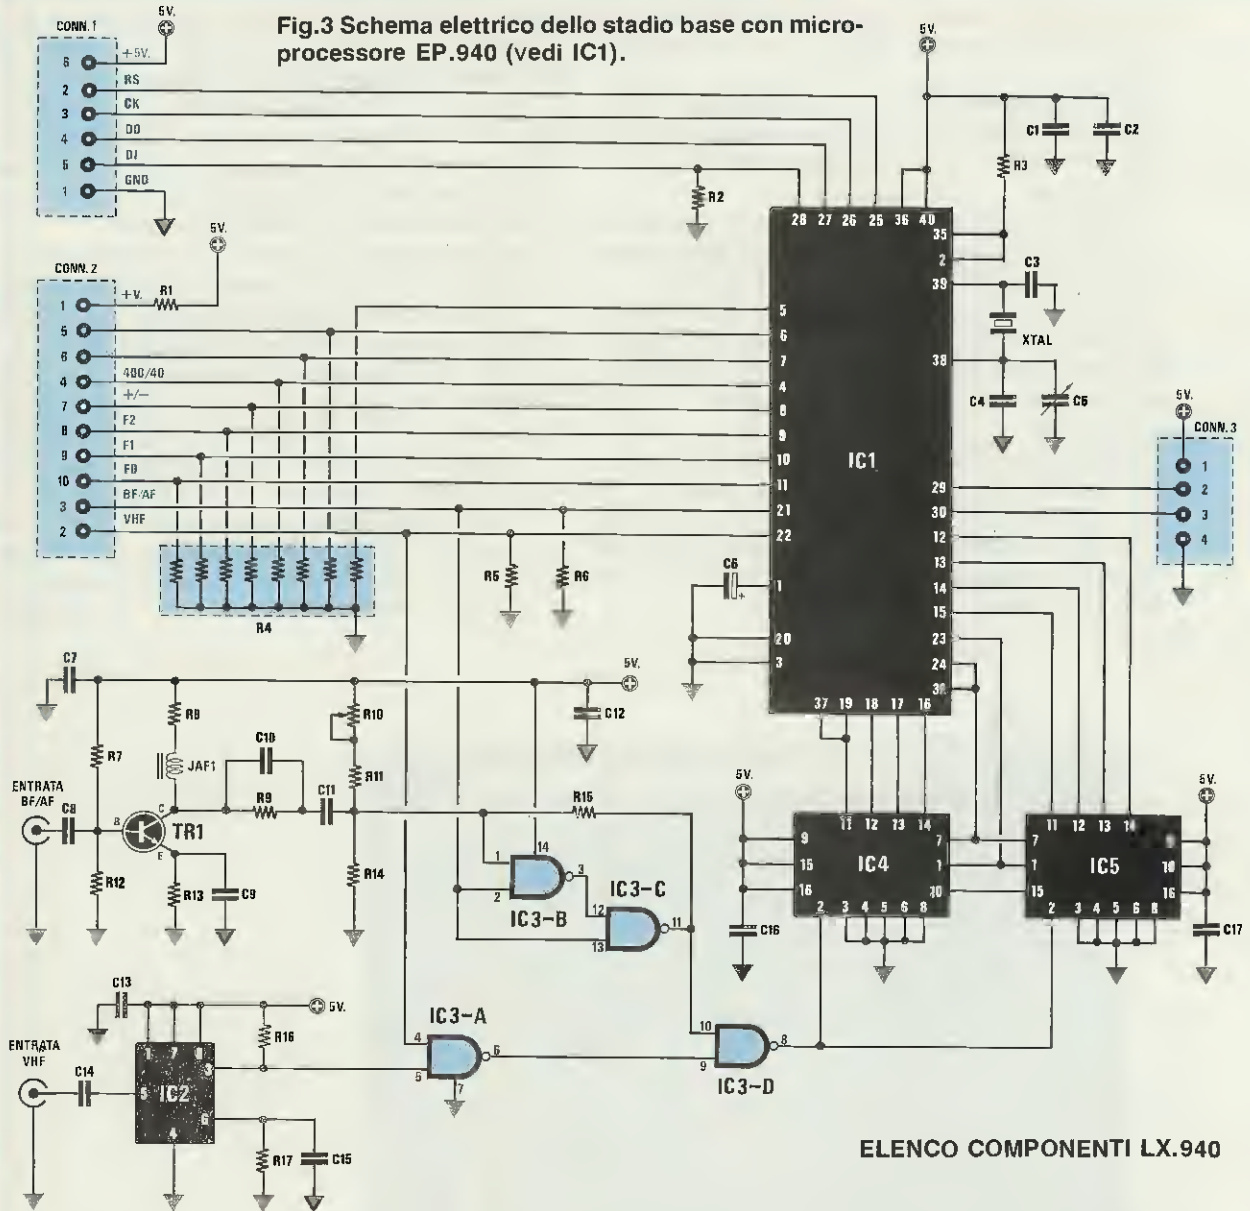 Fig.3 Schema elettrico dello stadio base con micro-
processore EP.940 (vedi IC1).
CONN.1
5V.
6 +5V.
2 RS
3 CK
4 DO
5 DI
1 GND
R2
5V.
C1
C2
R3
28 27 26 25 36 40
35
2
39
C3
XTAL
38
C4
C5
CONN.2
5V.
1 +V. R1
5
6
4 400/40
7 +/-
8 F2
9 F1
10 F0
3 BF/AF
2 VHF
5
6
7
4
8
9
10
11
21
22
1
20
3
IC1
29
30
12
13
14
15
23
24
37 19 18 17 16
5V.
CONN.3
1
2
3
4
R4
R5
R6
C6
+
C7
R7
R8
JAF1
C10
R9
C11
R10
R11
R14
C12
5V.
R15
ENTRATA
BF/AF
C8
B
C
E
TR1
R12
R13
C9
1
2
14
3
IC3-B
12
13
11
IC3-C
5V.
9
15
16
11 12 13 14
IC4
7
1
10
2 3 4 5 6 8
C16
5V.
11 12 13 14
IC5
7
1
15
10
16
2 3 4 5 6 8
C17
C13
5V.
R16
ENTRATA
VHF
C14
1 7
3
5
IC2
6
4
R17
C15
IC3-A
4
5
6
7
10
9
8
IC3-D
ELENCO COMPONENTI LX.940